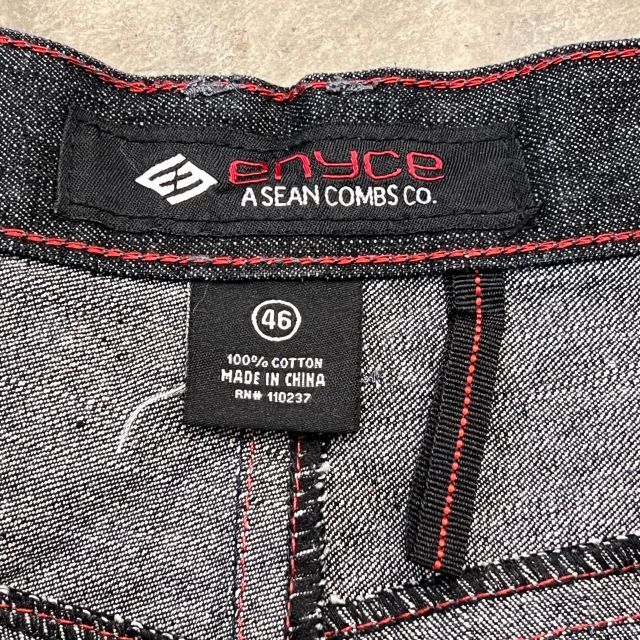 enyce
A SEAN COMBS CO.
46
100% COTTON
MADE IN CHINA
RN# 110237